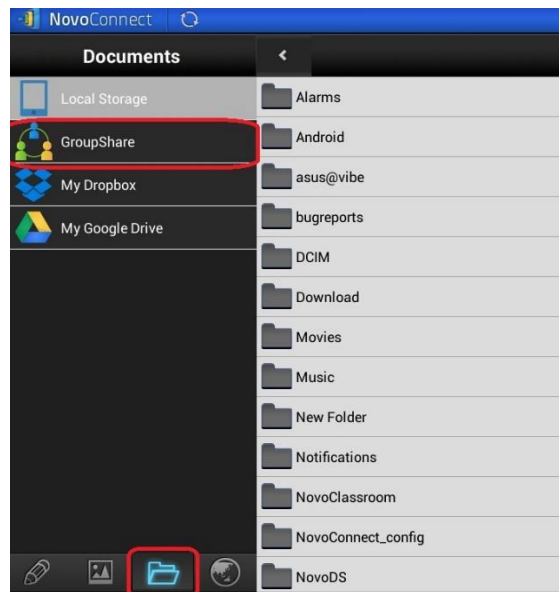 NovoConnect
Documents
Local Storage
GroupShare
My Dropbox
My Google Drive
Alarms
Android
asus@vibe
bugreports
DCIM
Download
Movies
Music
New Folder
Notifications
NovoClassroom
NovoConnect_config
NovoDS